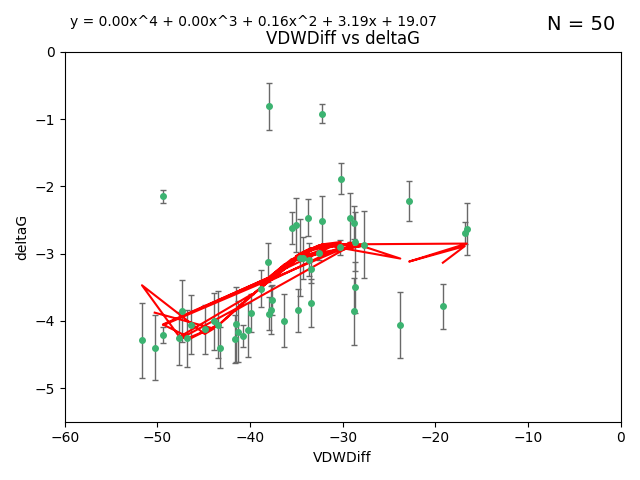 y = 0.00x^4 + 0.00x^3 + 0.16x^2 + 3.19x + 19.07
N = 50
VDWDiff vs deltaG
0
−1
−2
−3
−4
−5
deltaG
−60 −50 −40 −30 −20 −10 0
VDWDiff